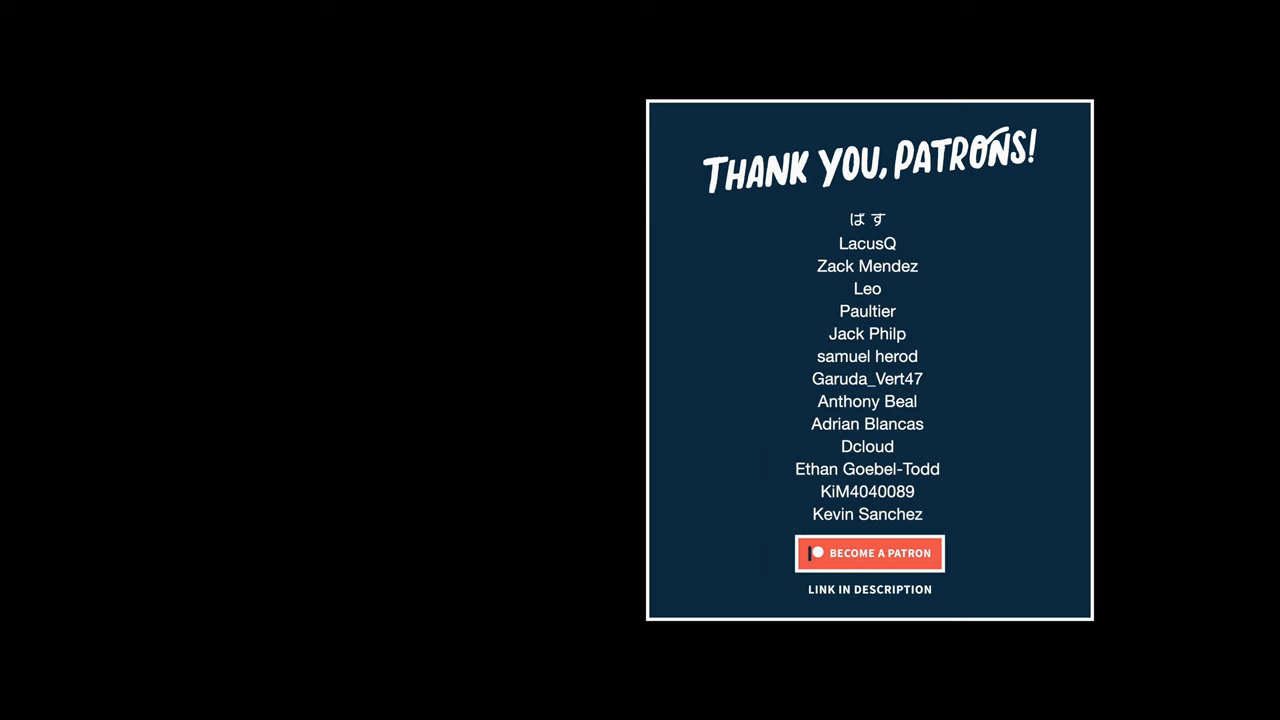 THANK YOU, PATRONS!
ば す
LacusQ
Zack Mendez
Leo
Paultier
Jack Philp
samuel herod
Garuda_Vert47
Anthony Beal
Adrian Blancas
Dcloud
Ethan Goebel-Todd
KiM4040089
Kevin Sanchez
BECOME A PATRON
LINK IN DESCRIPTION